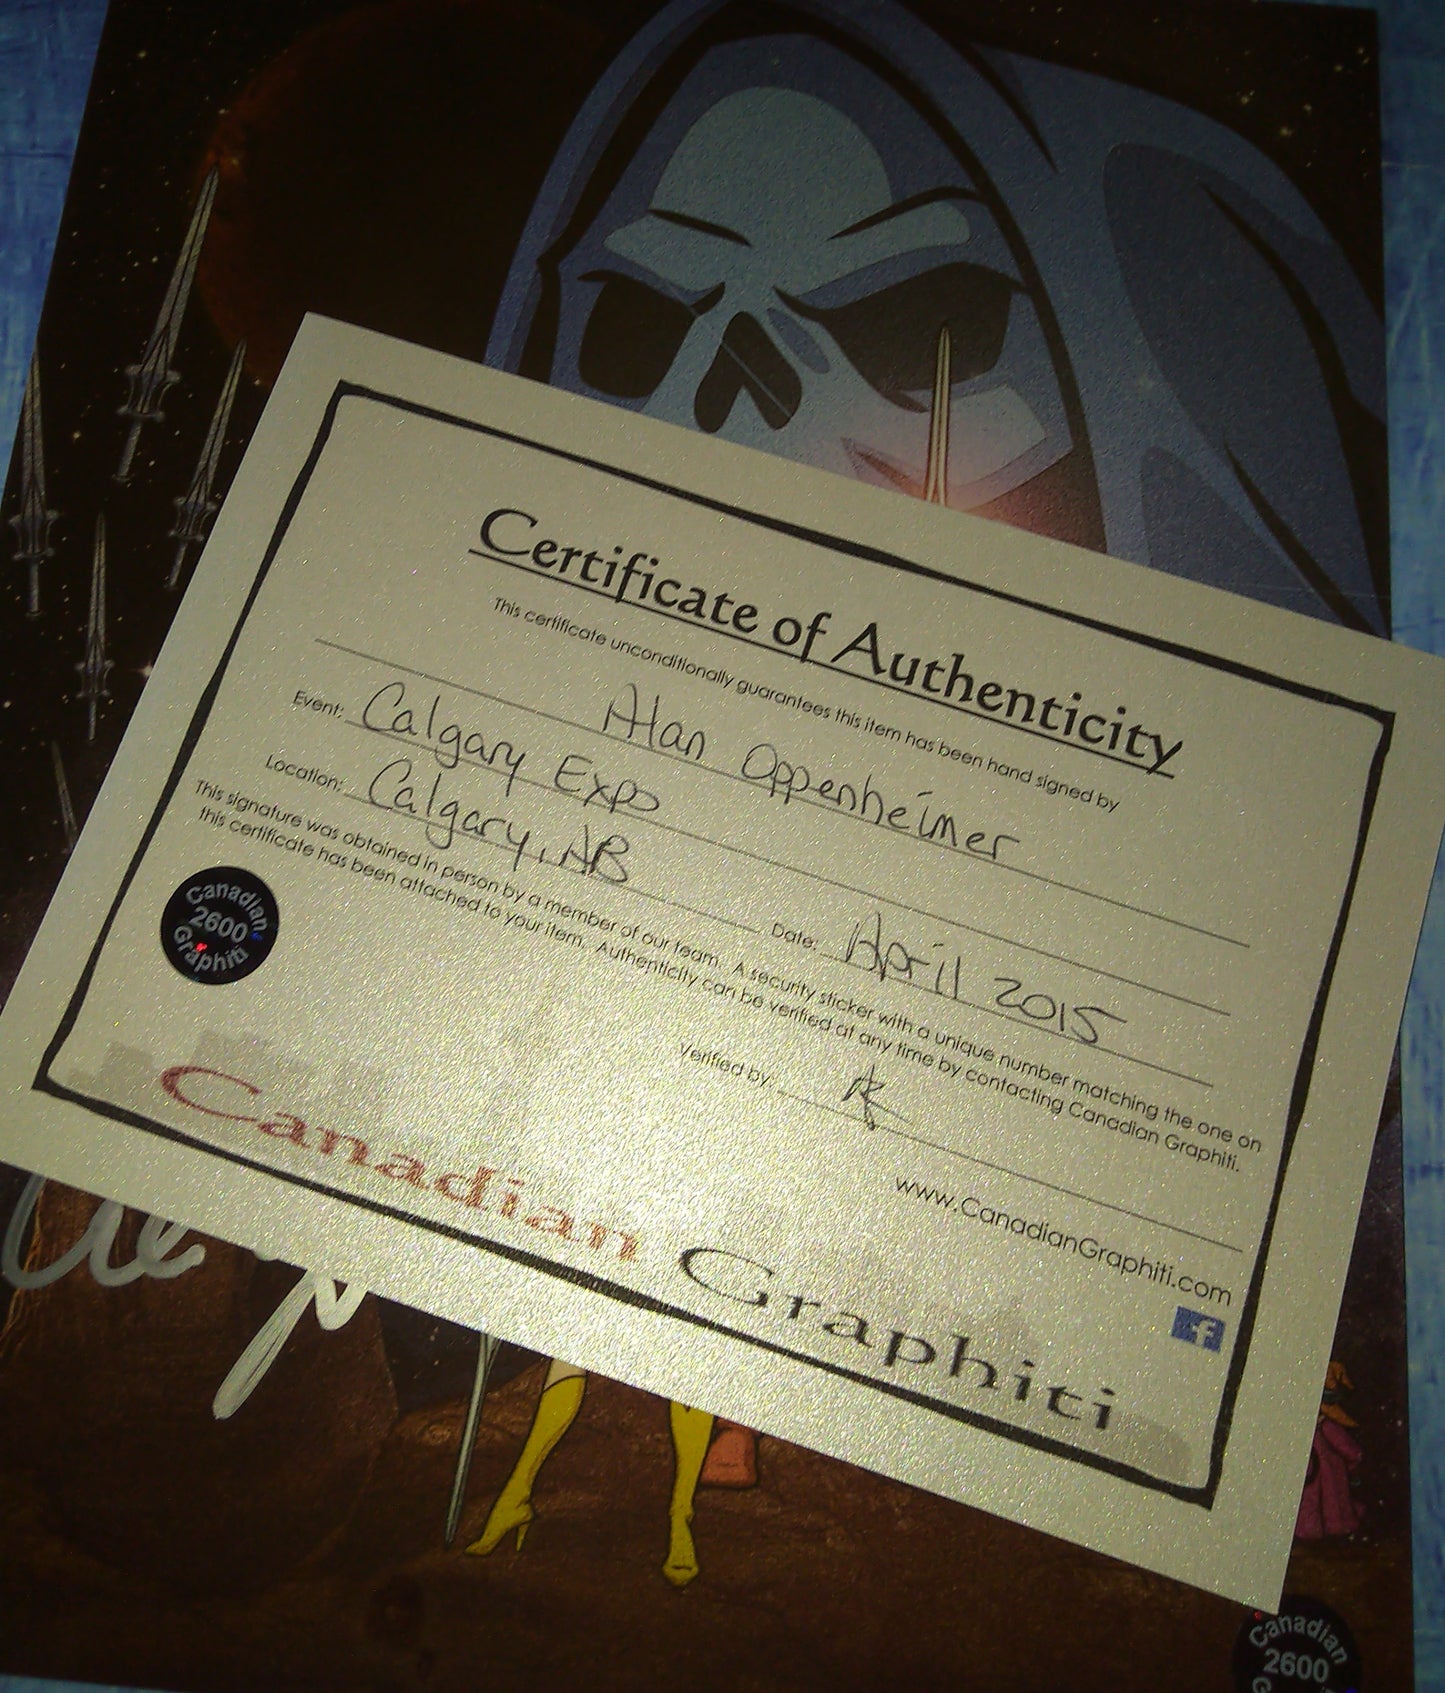 Certificate of Authenticity
This certificate unconditionally guarantees this item has been hand signed by
Alan Oppenheimer
Event: Calgary Expo
Location: Calgary, AB
Date: April 2015
This signature was obtained in person by a member of our team. A security sticker with a unique number matching the one on
this certificate has been attached to your item. Authenticity can be verified at any time by contacting Canadian Graphiti.
Canadian
2600
Graphiti
Verified by:
www.CanadianGraphiti.com
f
Canadian Graphiti
Canadian
2600